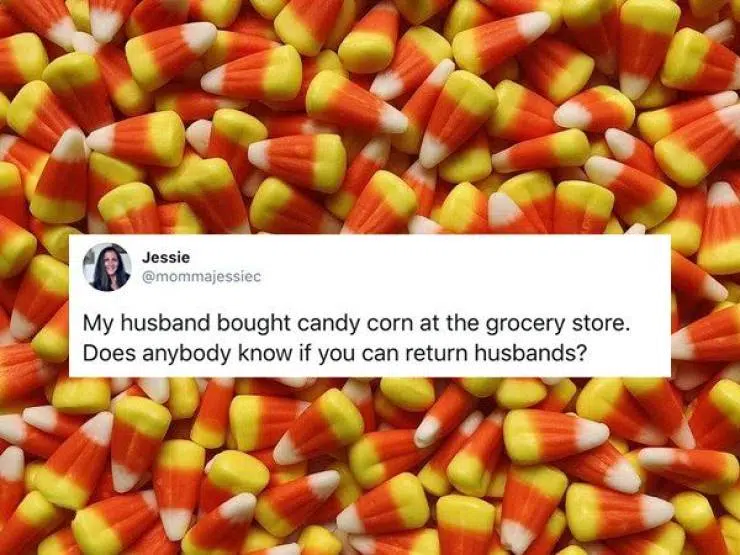 Jessie
@mommajessiec
My husband bought candy corn at the grocery store.
Does anybody know if you can return husbands?